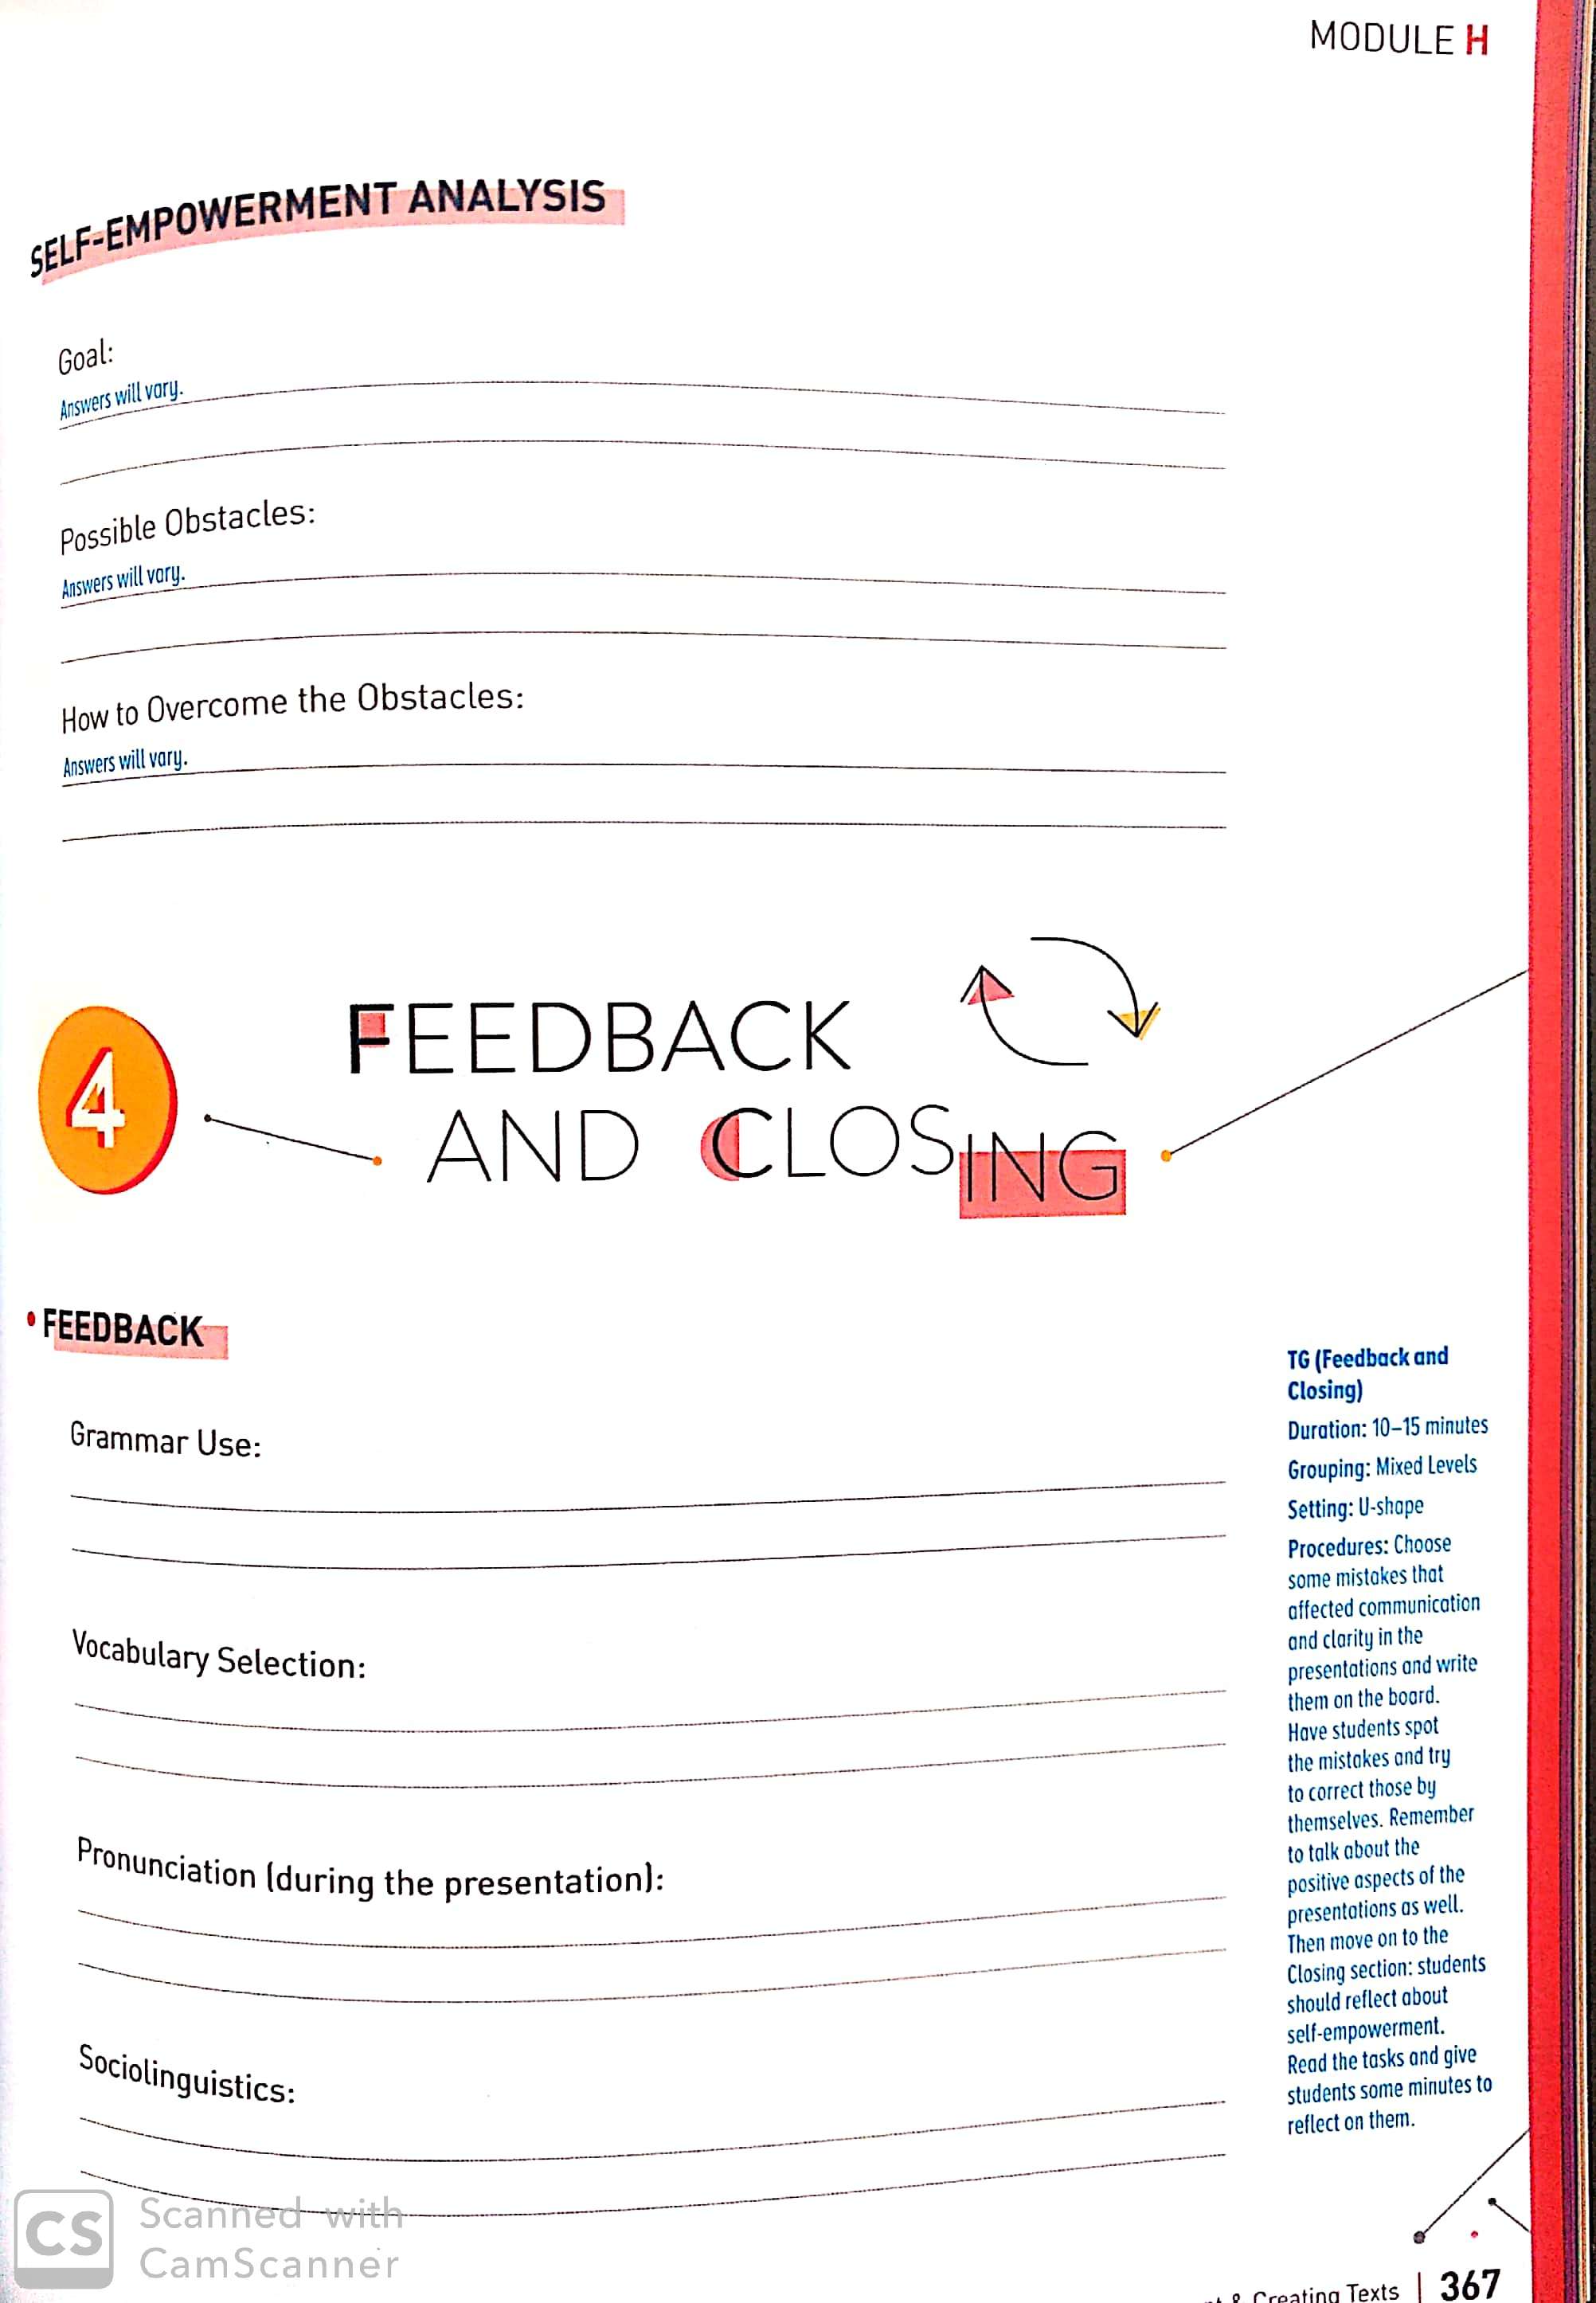 MODULE H
SELF-EMPOWERMENT ANALYSIS
Goal:
Answers will vary.
Possible Obstacles:
Answers will vary.
How to Overcome the Obstacles:
Answers will vary.
4
FEEDBACK
AND CLOSING
• FEEDBACK
Grammar Use:
Vocabulary Selection:
Pronunciation (during the presentation):
Sociolinguistics:
TG (Feedback and
Closing)
Duration: 10–15 minutes
Grouping: Mixed Levels
Setting: U-shape
Procedures: Choose
some mistakes that
affected communication
and clarity in the
presentations and write
them on the board.
Have students spot
the mistakes and try
to correct those by
themselves. Remember
to talk about the
positive aspects of the
presentations as well.
Then move on to the
Closing section: students
should reflect about
self-empowerment.
Read the tasks and give
students some minutes to
reflect on them.
CS
Scanned with
CamScanner
& Creating Texts | 367